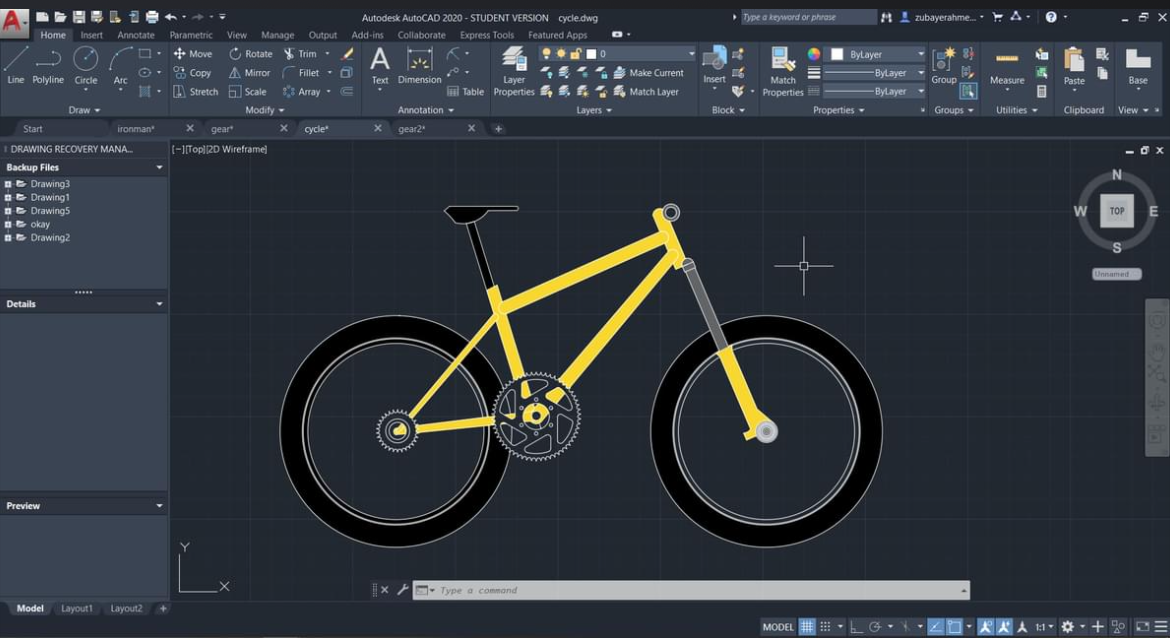 Autodesk AutoCAD 2020 - STUDENT VERSION cycle.dwg
Type a keyword or phrase
zubayerahme...
Home Insert Annotate Parametric View Manage Output Add-ins Collaborate Express Tools Featured Apps
Line Polyline Circle Arc
Move Rotate Trim
Copy Mirror Fillet
Stretch Scale Array
Text Dimension Table
Layer Properties
0
Make Current
Match Layer
Insert
Match Properties
ByLayer
ByLayer
ByLayer
Group
Measure
Paste
Base
Draw Modify Annotation Layers Block Properties Groups Utilities Clipboard View
Start ironman* gear* cycle* gear2*
DRAWING RECOVERY MANA...
[−][Top][2D Wireframe]
Backup Files
Drawing3
Drawing1
Drawing5
okay
Drawing2
Details
Preview
N
W TOP E
S
Unnamed
Y
X
Type a command
Model Layout1 Layout2
MODEL 1:1